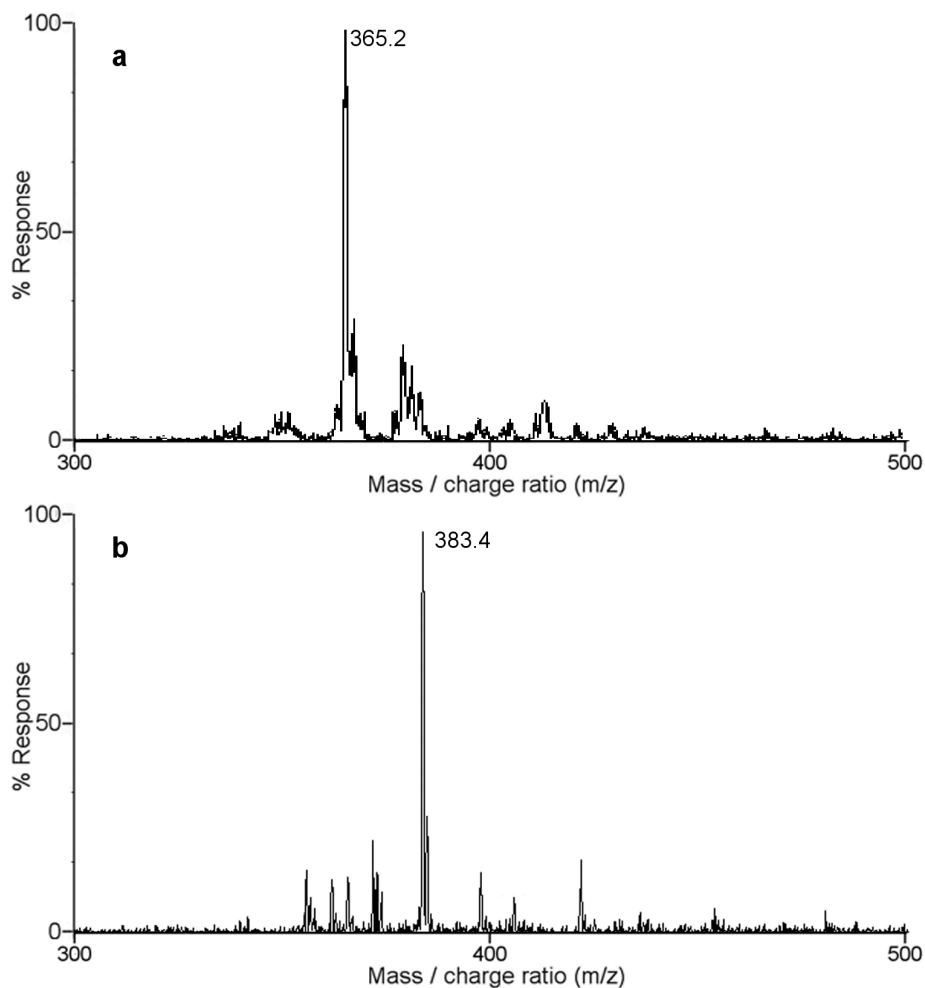 100
365.2
a
% Response
50
0
300
400
500
Mass / charge ratio (m/z)
100
383.4
b
% Response
50
0
300
400
500
Mass / charge ratio (m/z)